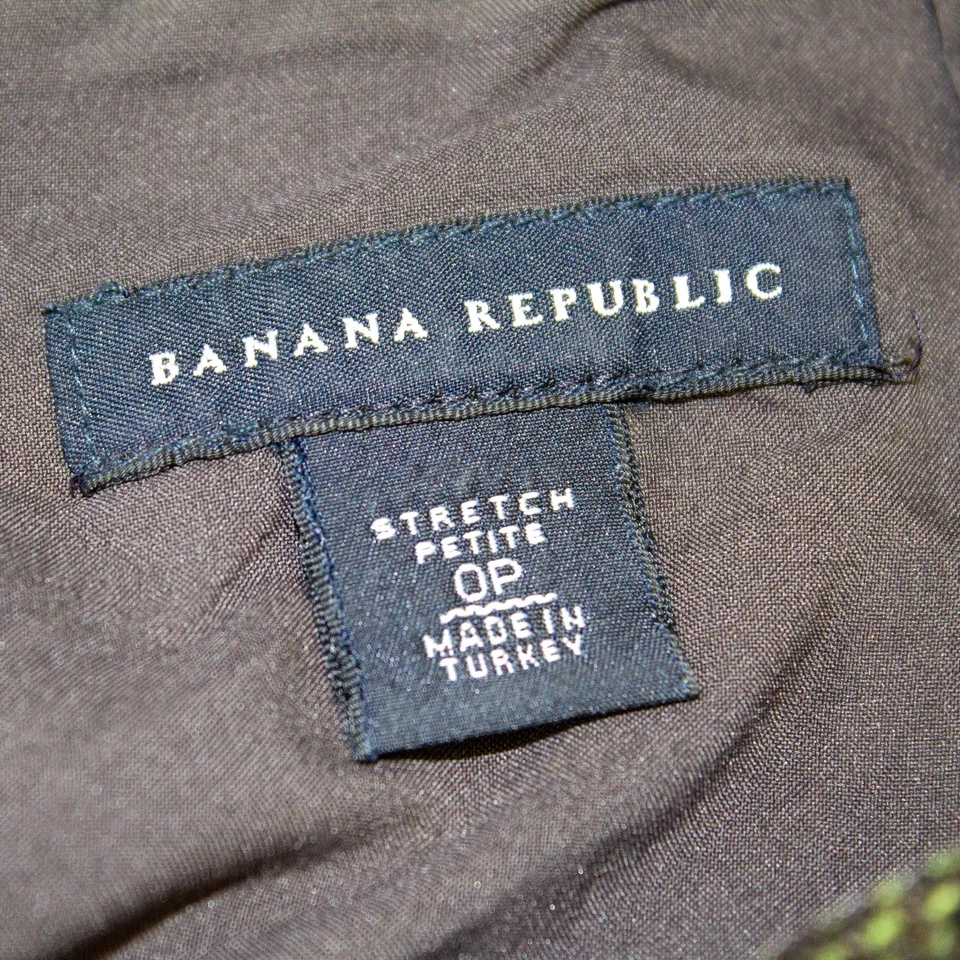 BANANA REPUBLIC
STRETCH
PETITE
0P
MADE IN
TURKEY